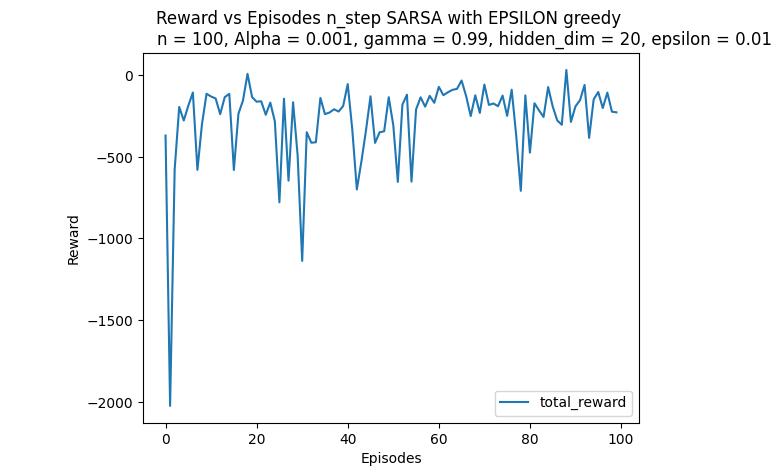 Reward vs Episodes n_step SARSA with EPSILON greedy
n = 100, Alpha = 0.001, gamma = 0.99, hidden_dim = 20, epsilon = 0.01
0
−500
−1000
−1500
−2000
Reward
total_reward
0 20 40 60 80 100
Episodes